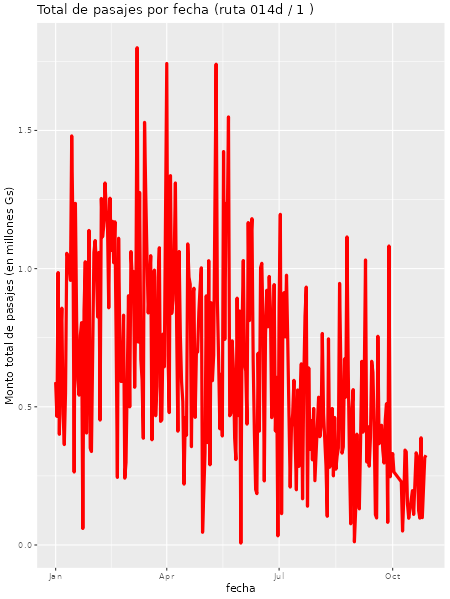 Total de pasajes por fecha (ruta 014d / 1 )
Monto total de pasajes (en millones Gs)
1.5
1.0
0.5
0.0
Jan
Apr
Jul
Oct
fecha